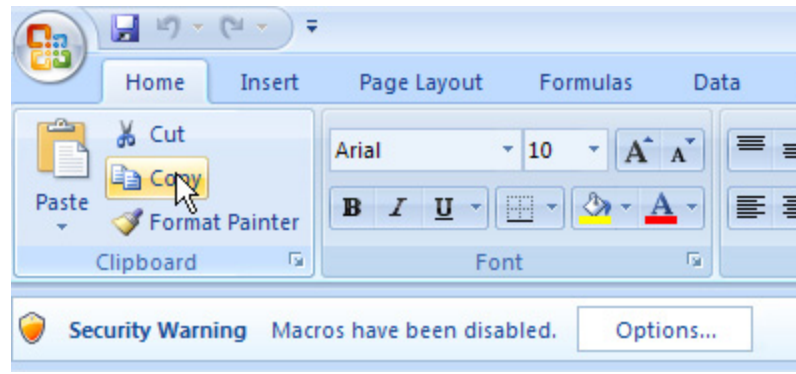 Home Insert Page Layout Formulas Data
Cut
Arial 10 A A
Copy
Paste
B I U A
Format Painter
Clipboard Font
Security Warning Macros have been disabled. Options...